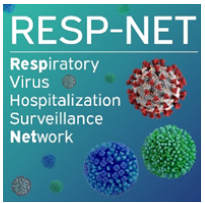 RESP-NET
Respiratory
Virus
Hospitalization
Surveillance
Network